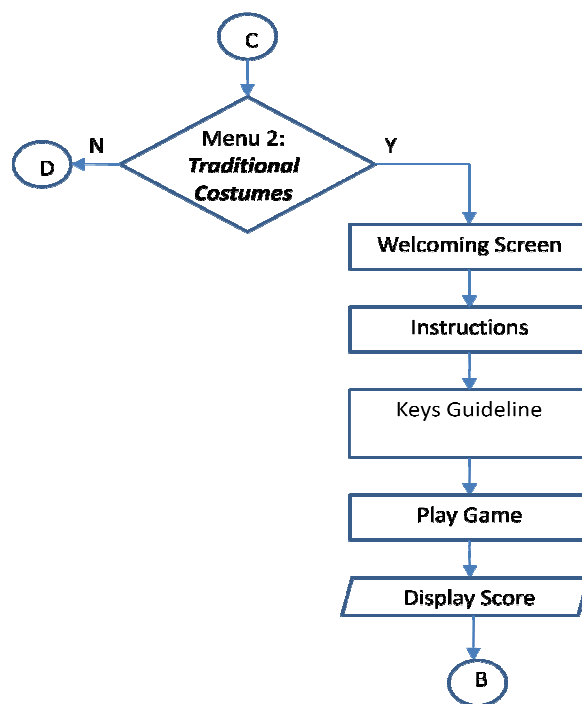 C
Menu 2:
Traditional
Costumes
N
Y
D
Welcoming Screen
Instructions
Keys Guideline
Play Game
Display Score
B